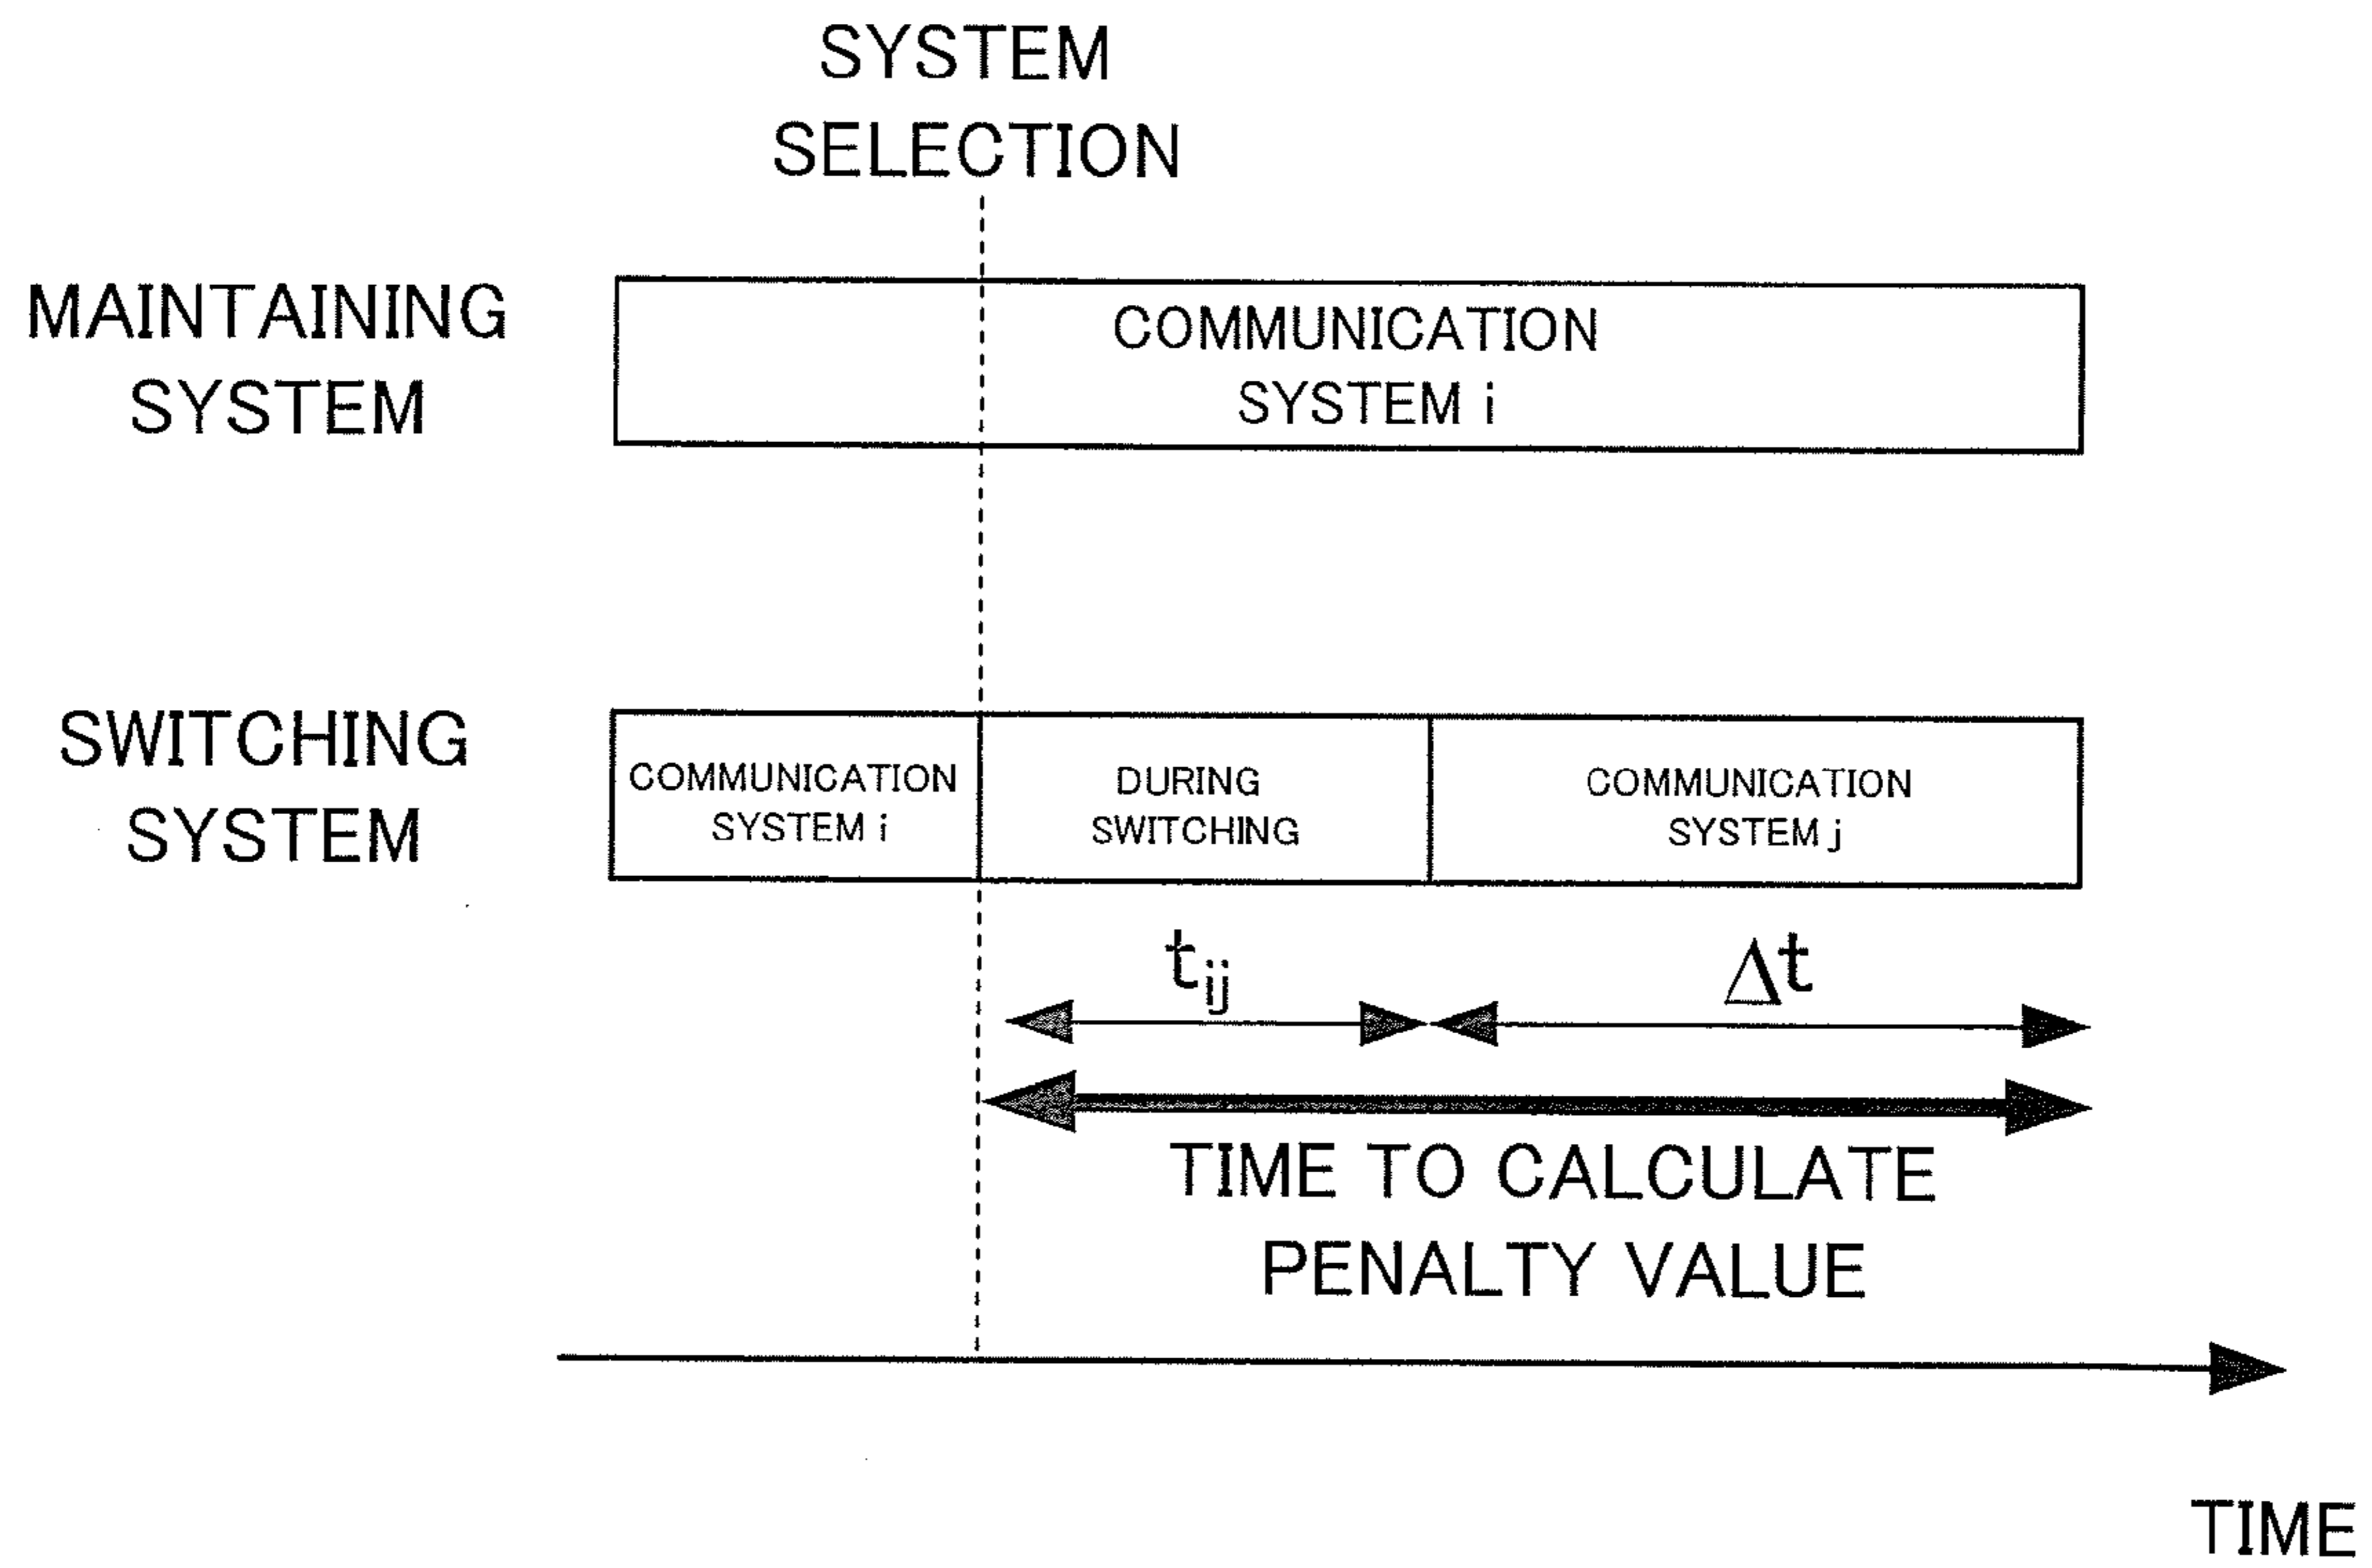 SYSTEM
SELECTION
MAINTAINING
SYSTEM
COMMUNICATION
SYSTEM i
SWITCHING
SYSTEM
COMMUNICATION
SYSTEM i
DURING
SWITCHING
COMMUNICATION
SYSTEM j
tij
Δt
TIME TO CALCULATE
PENALTY VALUE
TIME